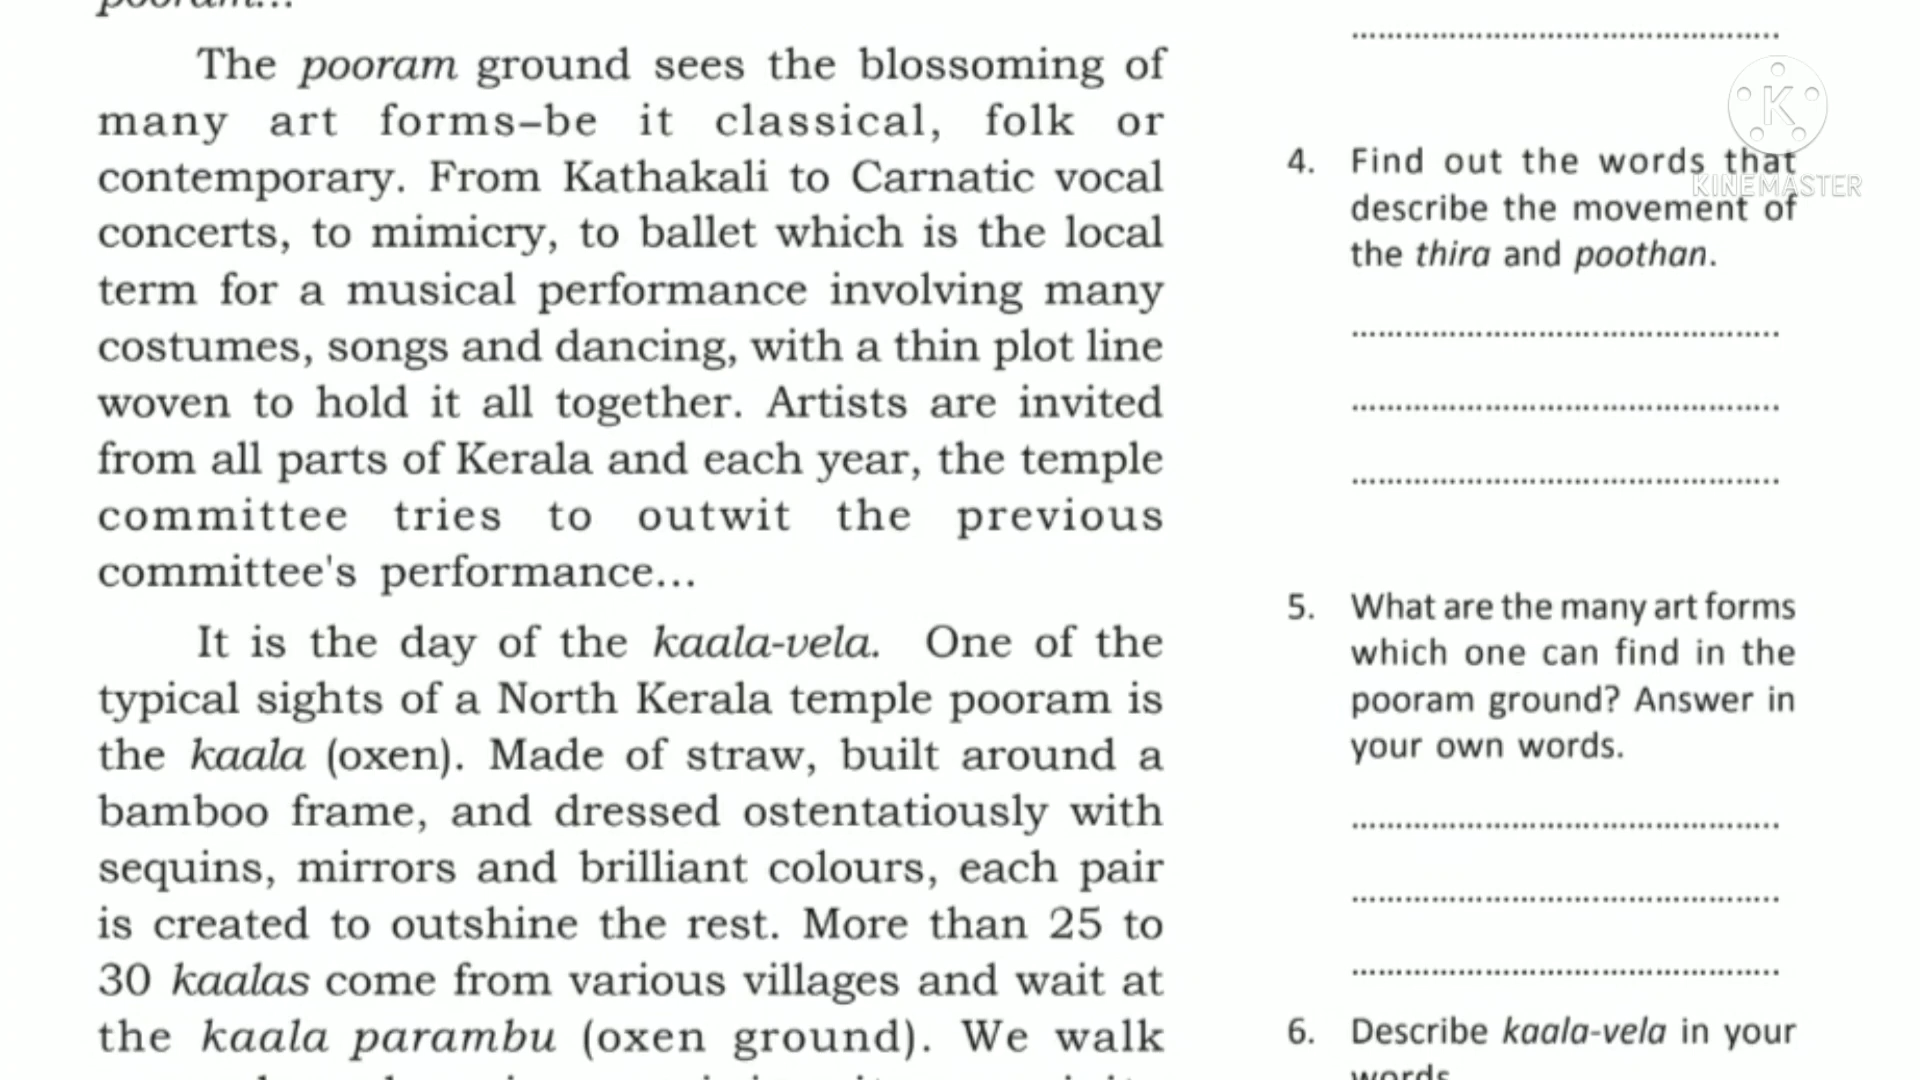 pooram...
The pooram ground sees the blossoming of
many art forms–be it classical, folk or
contemporary. From Kathakali to Carnatic vocal
concerts, to mimicry, to ballet which is the local
term for a musical performance involving many
costumes, songs and dancing, with a thin plot line
woven to hold it all together. Artists are invited
from all parts of Kerala and each year, the temple
committee tries to outwit the previous
committee's performance...
It is the day of the kaala-vela. One of the
typical sights of a North Kerala temple pooram is
the kaala (oxen). Made of straw, built around a
bamboo frame, and dressed ostentatiously with
sequins, mirrors and brilliant colours, each pair
is created to outshine the rest. More than 25 to
30 kaalas come from various villages and wait at
the kaala parambu (oxen ground). We walk
4. Find out the words that
describe the movement of
the thira and poothan.
5. What are the many art forms
which one can find in the
pooram ground? Answer in
your own words.
6. Describe kaala-vela in your
words.
K
KINEMASTER